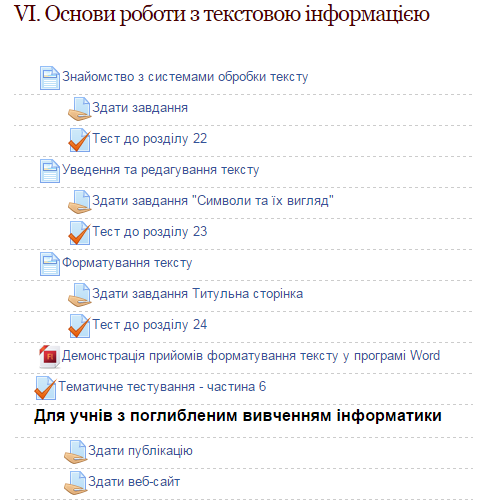 VI. Основи роботи з текстовою інформацією
Знайомство з системами обробки тексту
Здати завдання
Тест до розділу 22
Уведення та редагування тексту
Здати завдання "Символи та їх вигляд"
Тест до розділу 23
Форматування тексту
Здати завдання Титульна сторінка
Тест до розділу 24
Демонстрація прийомів форматування тексту у програмі Word
Тематичне тестування - частина 6
Для учнів з поглибленим вивченням інформатики
Здати публікацію
Здати веб-сайт